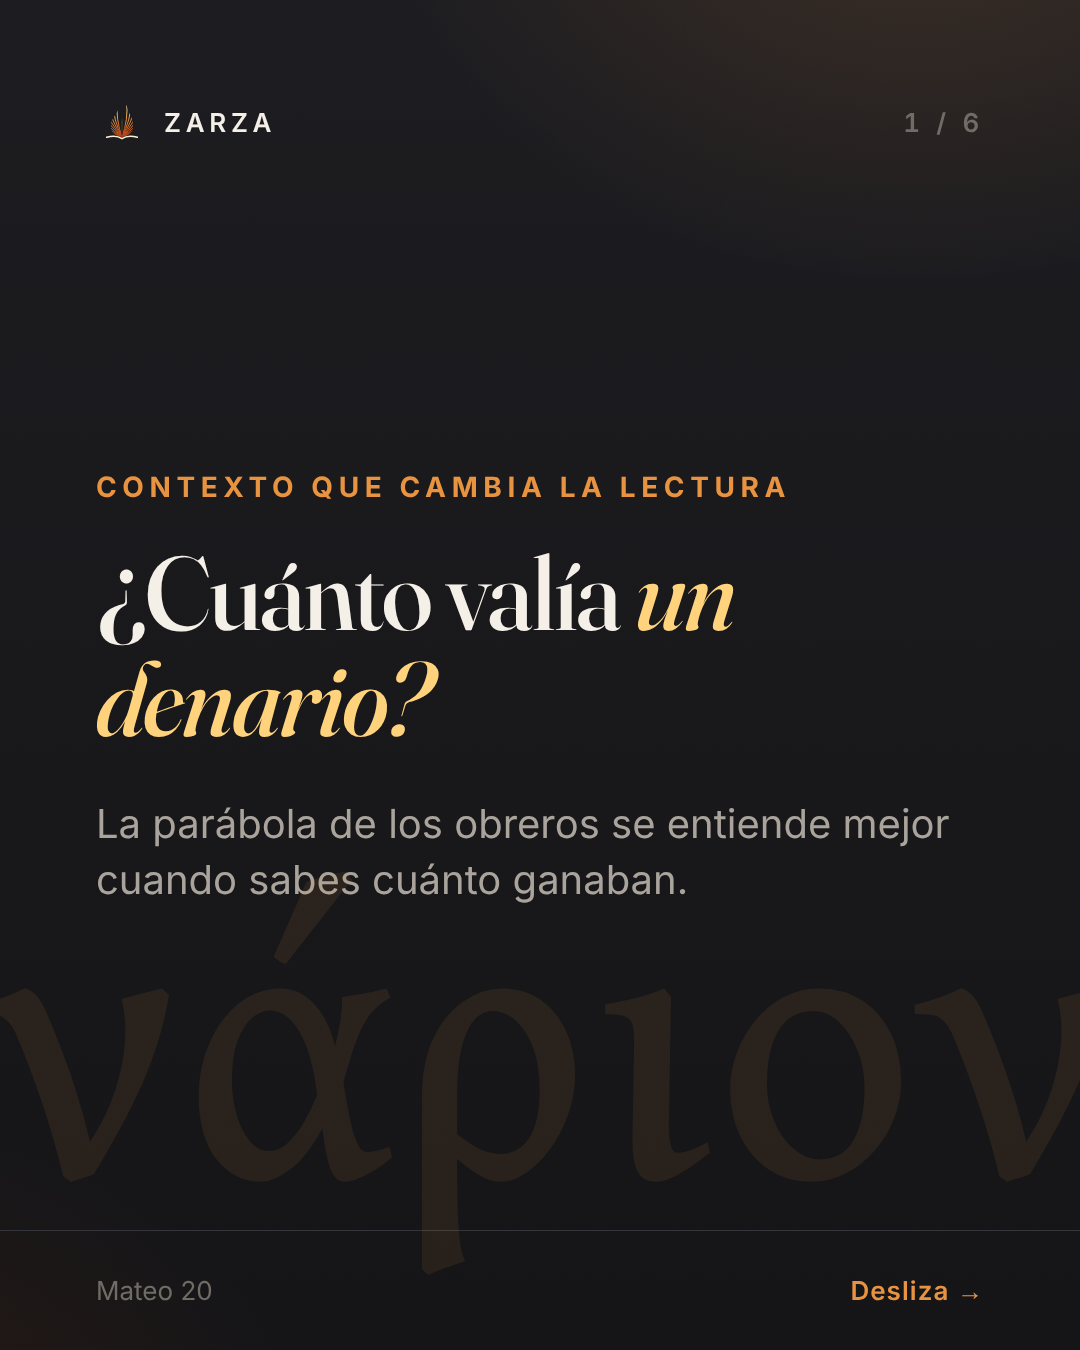 ZARZA
1 / 6
CONTEXTO QUE CAMBIA LA LECTURA
¿Cuánto valía un
denario?
La parábola de los obreros se entiende mejor
cuando sabes cuánto ganaban.
νάριον
Mateo 20
Desliza →